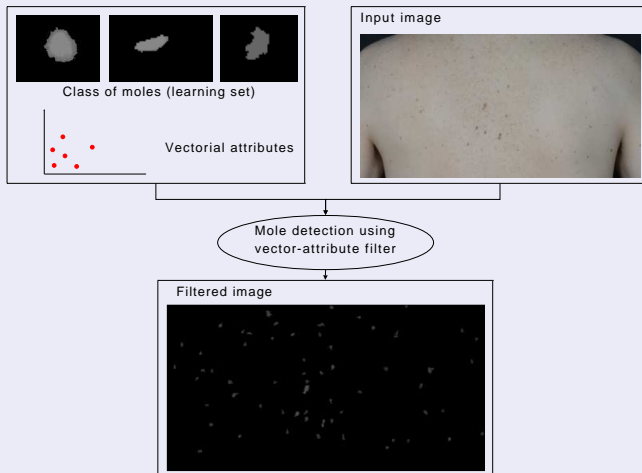 Class of moles (learning set)
Vectorial attributes
Input image
Mole detection using
vector-attribute filter
Filtered image